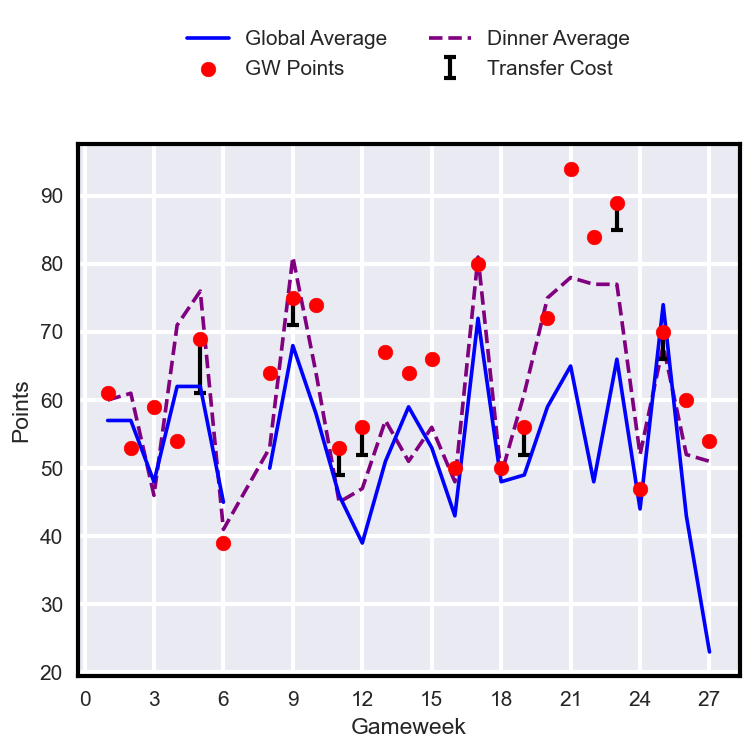 Global Average
Dinner Average
GW Points
Transfer Cost
90
80
70
60
50
40
30
20
Points
0 3 6 9 12 15 18 21 24 27
Gameweek